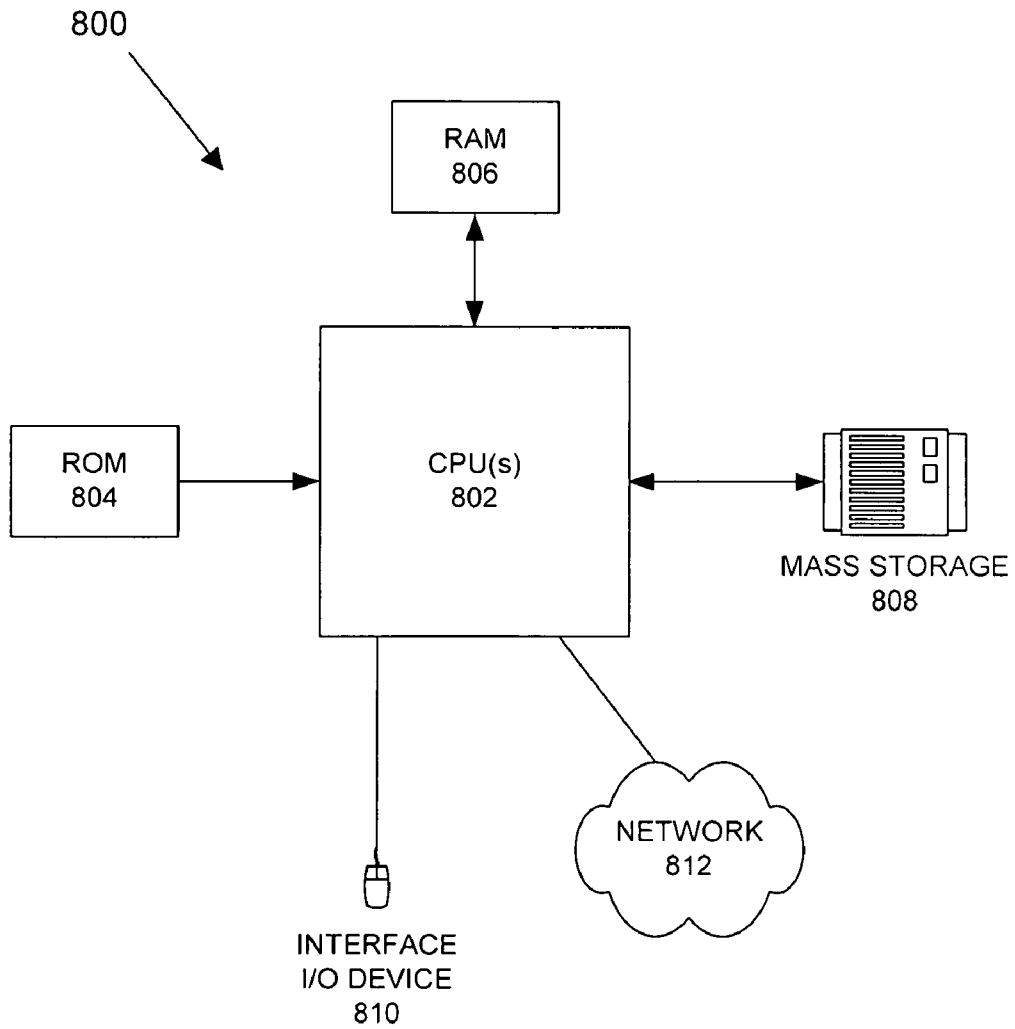 800
RAM
806
ROM
804
CPU(s)
802
MASS STORAGE
808
NETWORK
812
INTERFACE
I/O DEVICE
810